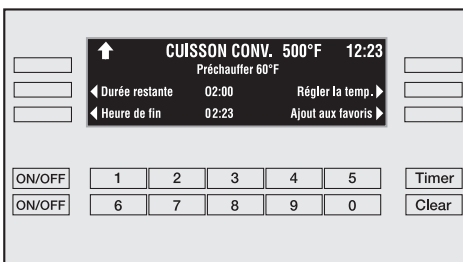 CUISSON CONV. 500°F 12:23
Préchauffer 60°F
Durée restante 02:00 Régler la temp.
Heure de fin 02:23 Ajout aux favoris
ON/OFF 1 2 3 4 5 Timer
ON/OFF 6 7 8 9 0 Clear